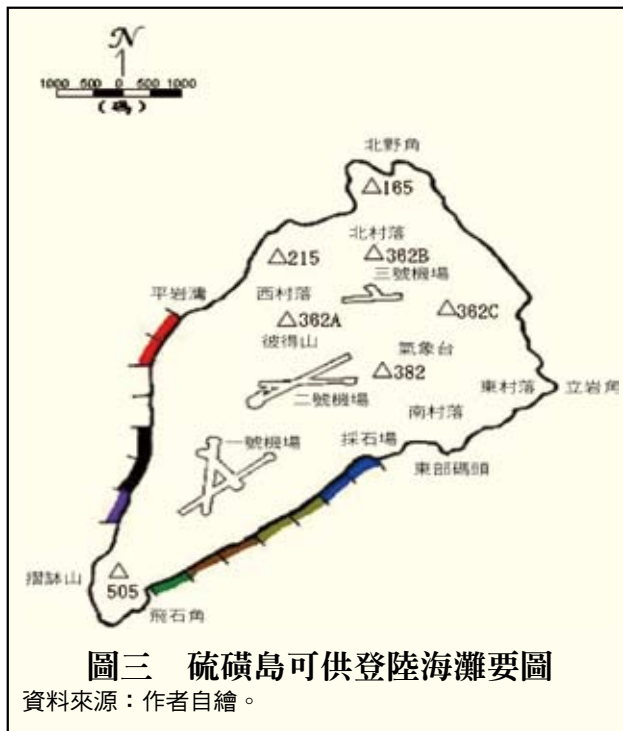 N
1000 500 0 500 1000
(碼)
北野角
△165
北村落
△362B
△215
三號機場
平岩灣
西村落
△362A
△362C
彼得山
氣象台
△382
東村落
立岩角
二號機場
南村落
採石場
一號機場
東部碼頭
摺缽山
△
505
飛石角
圖三 硫磺島可供登陸海灘要圖
資料來源：作者自繪。